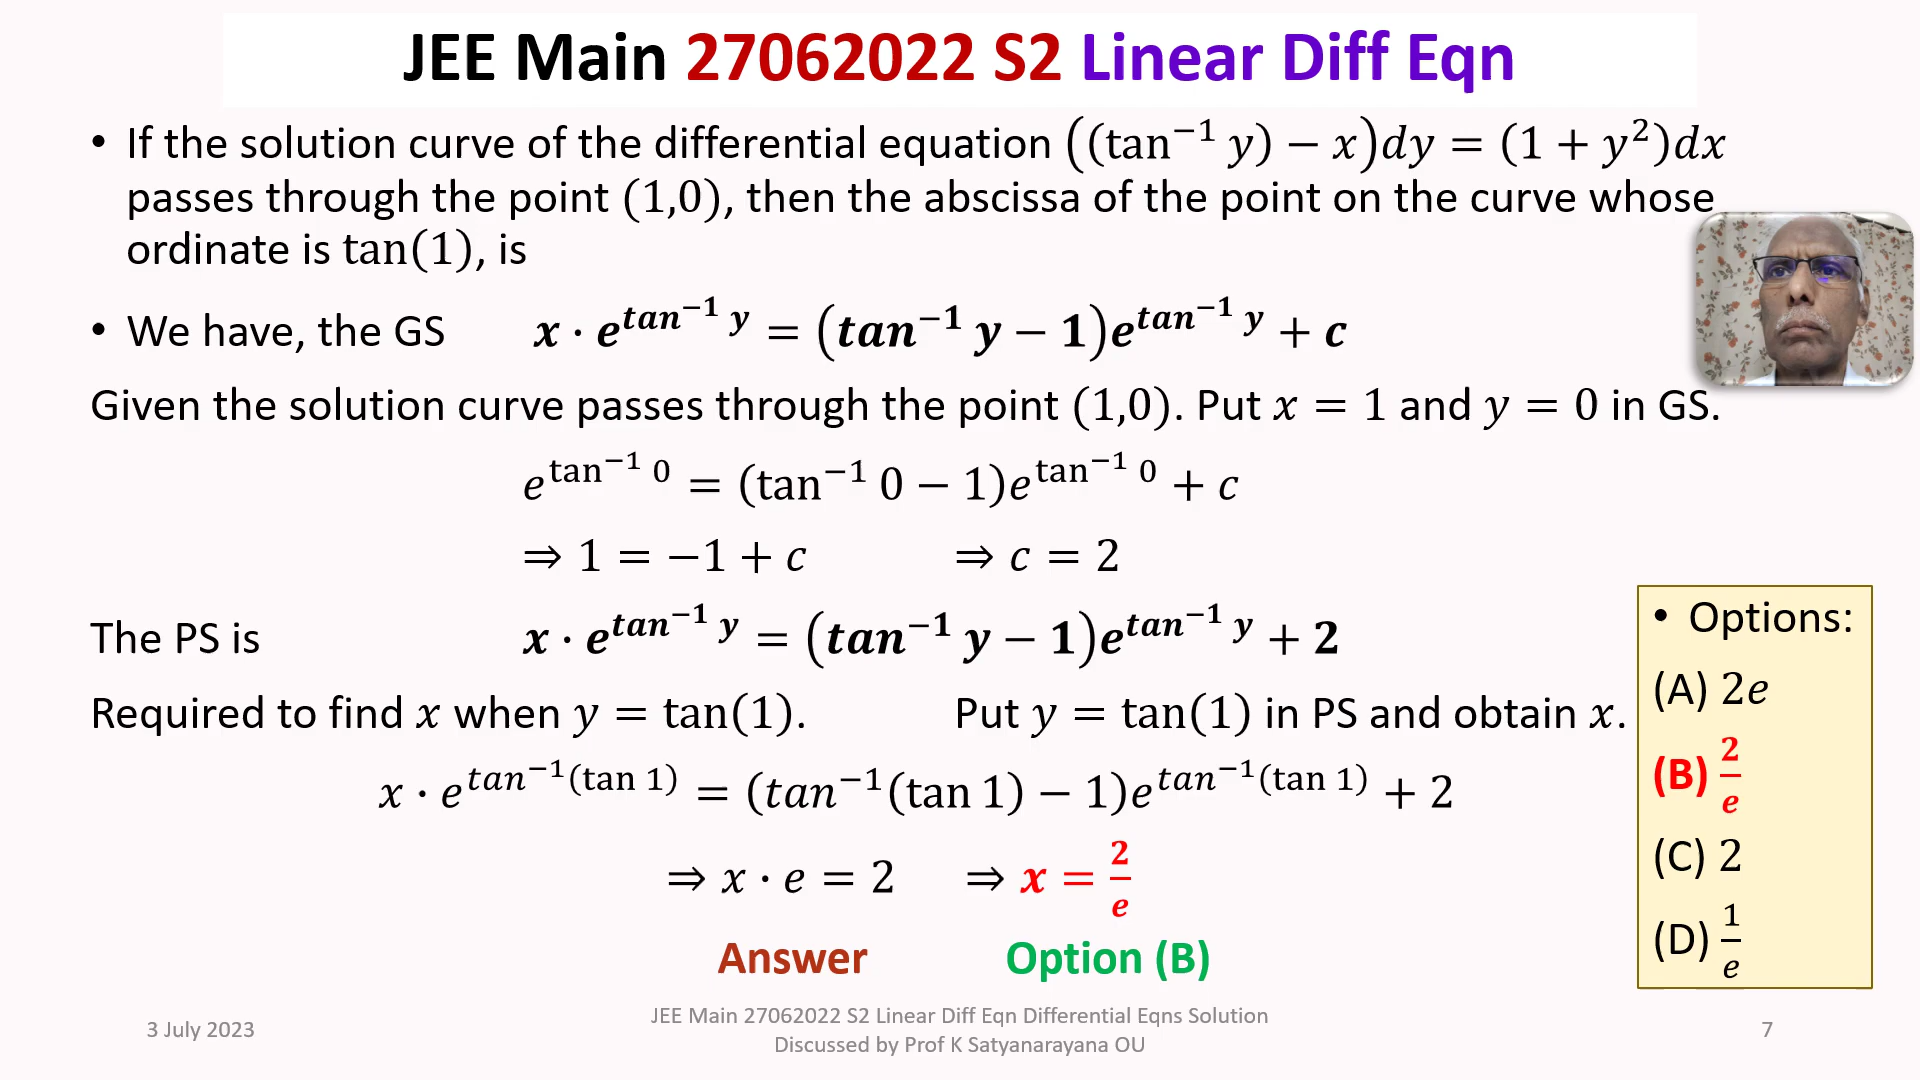 JEE Main 27062022 S2 Linear Diff Eqn
• If the solution curve of the differential equation ((tan⁻¹ y) − x)dy = (1 + y²)dx
passes through the point (1,0), then the abscissa of the point on the curve whose
ordinate is tan(1), is
• We have, the GS x · e^(tan⁻¹ y) = (tan⁻¹ y − 1)e^(tan⁻¹ y) + c
Given the solution curve passes through the point (1,0). Put x = 1 and y = 0 in GS.
e^(tan⁻¹ 0) = (tan⁻¹ 0 − 1)e^(tan⁻¹ 0) + c
⇒ 1 = −1 + c ⇒ c = 2
The PS is x · e^(tan⁻¹ y) = (tan⁻¹ y − 1)e^(tan⁻¹ y) + 2
Required to find x when y = tan(1). Put y = tan(1) in PS and obtain x.
x · e^(tan⁻¹(tan 1)) = (tan⁻¹(tan 1) − 1)e^(tan⁻¹(tan 1)) + 2
⇒ x · e = 2 ⇒ x = 2/e
Answer Option (B)
• Options:
(A) 2e
(B) 2/e
(C) 2
(D) 1/e
3 July 2023
JEE Main 27062022 S2 Linear Diff Eqn Differential Eqns Solution
Discussed by Prof K Satyanarayana OU
7